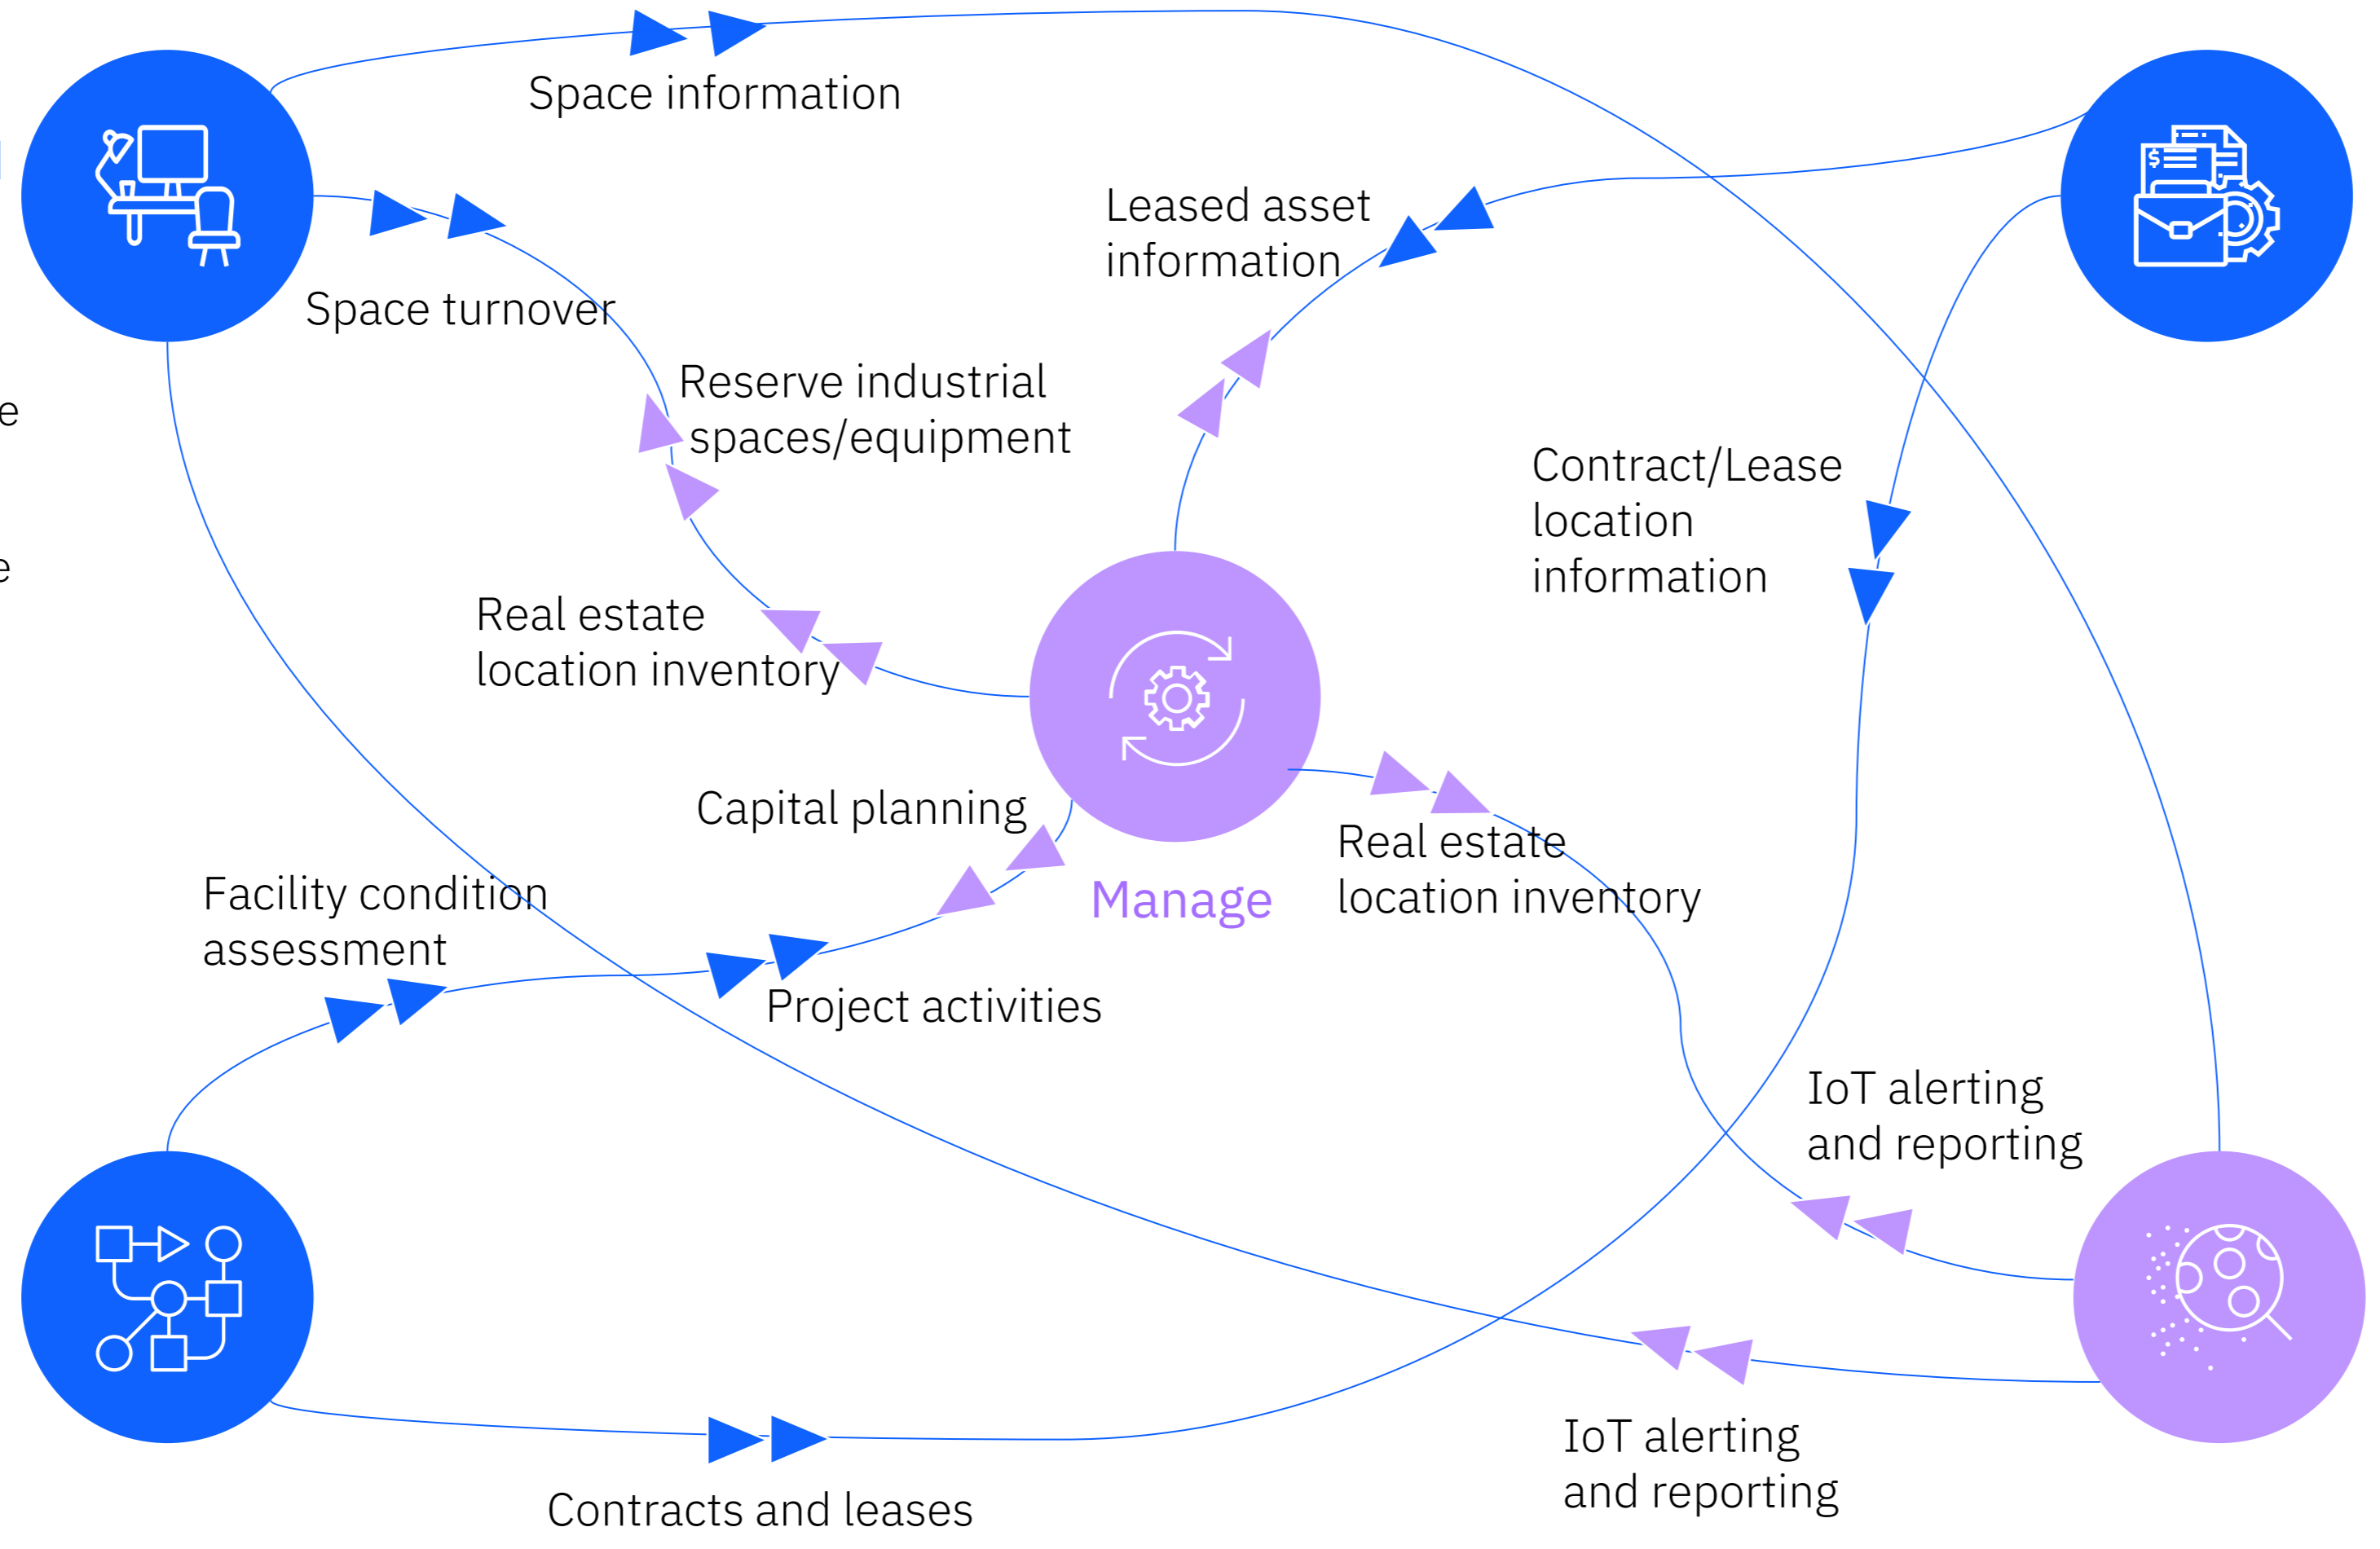 Space information
Leased asset
information
Space turnover
Reserve industrial
spaces/equipment
Contract/Lease
location
information
Real estate
location inventory
Capital planning
Real estate
location inventory
Manage
Facility condition
assessment
Project activities
IoT alerting
and reporting
IoT alerting
and reporting
Contracts and leases